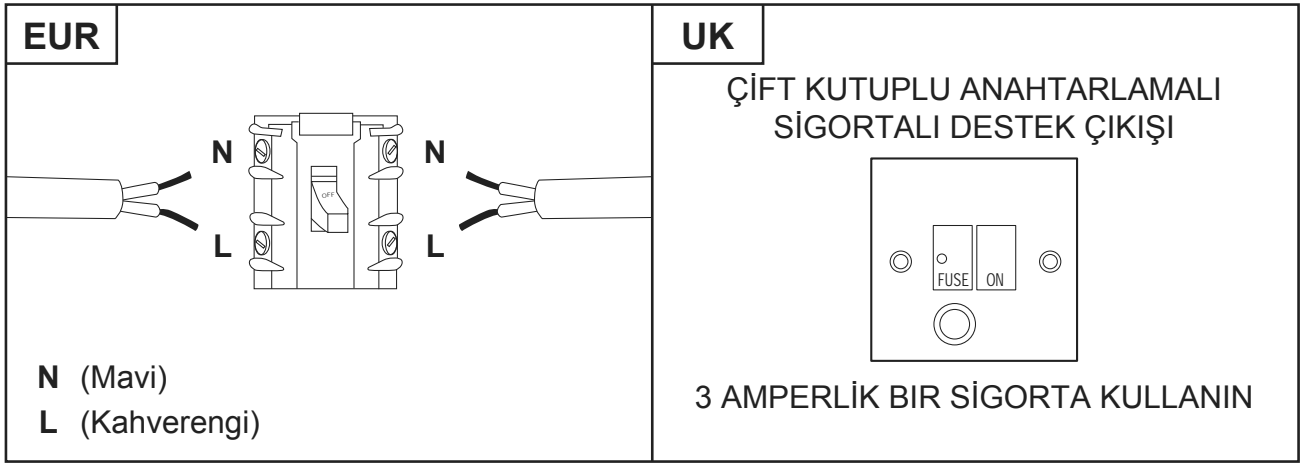 EUR
N N
OFF
L L
N (Mavi)
L (Kahverengi)
UK
ÇİFT KUTUPLU ANAHTARLAMALI
SİGORTALI DESTEK ÇIKIŞI
FUSE ON
3 AMPERLİK BIR SİGORTA KULLANIN